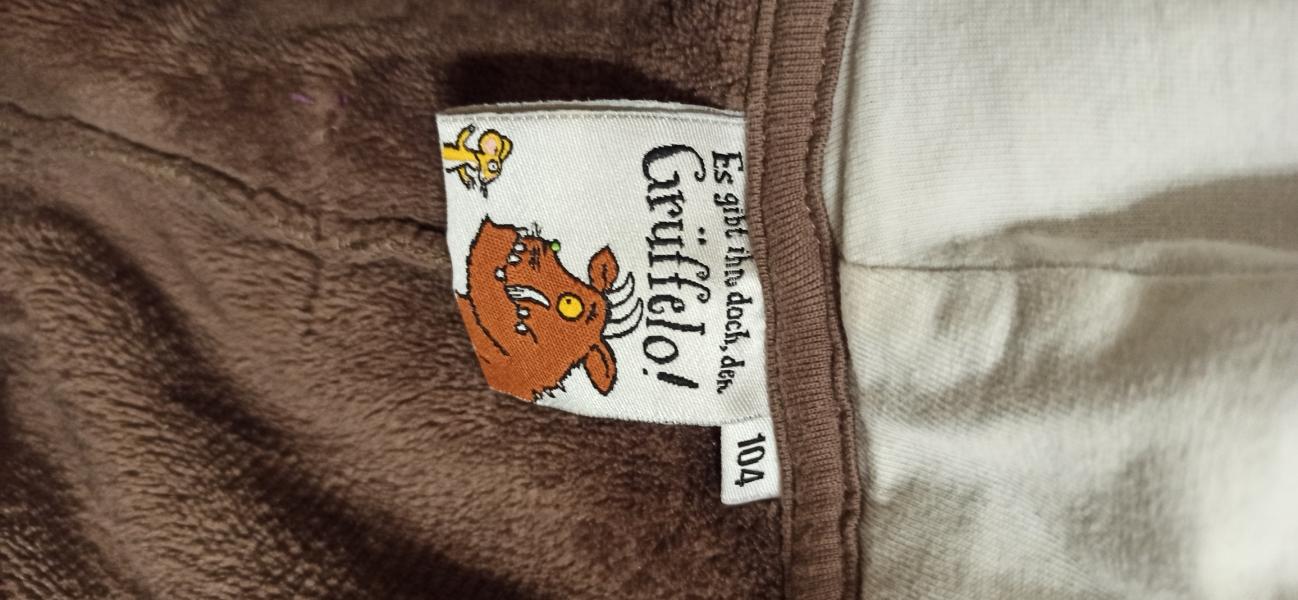 Es gibt ihn doch, den
Grüffelo!
104